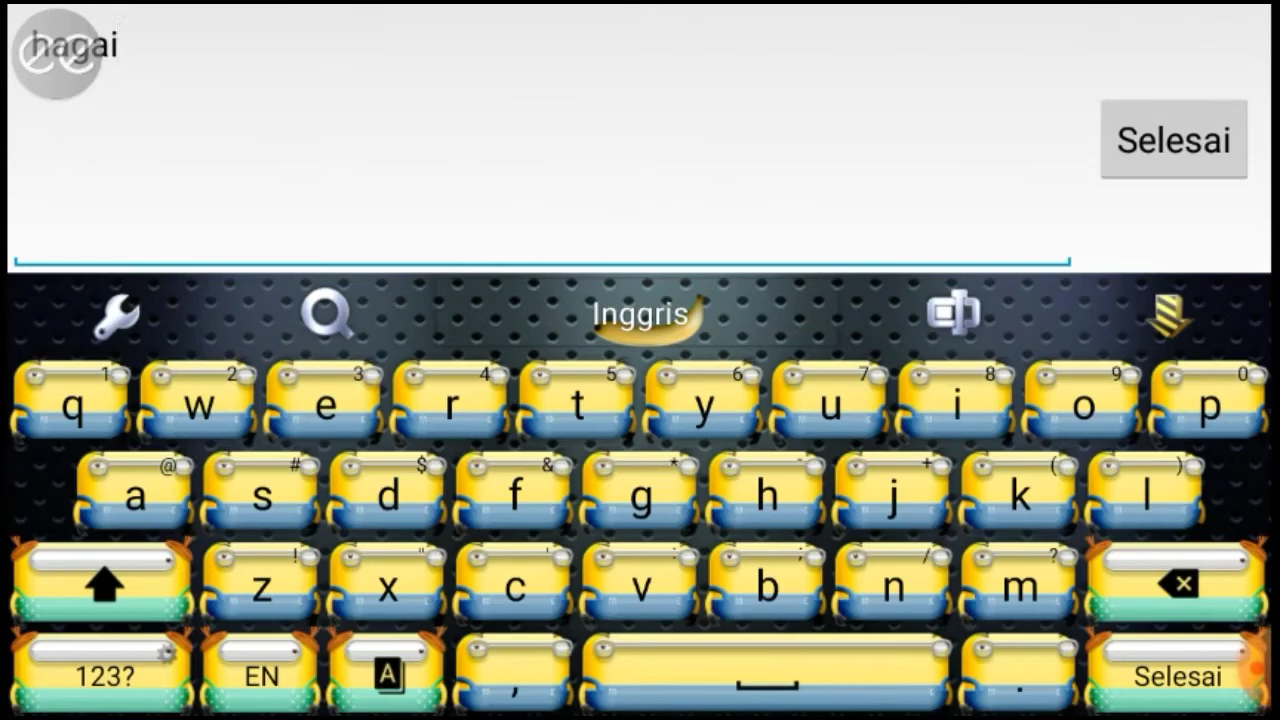 hagai
Selesai
Inggris
1 2 3 4 5 6 7 8 9 0
q w e r t y u i o p
@ # $ & * - + ( )
a s d f g h j k l
! " ' : ; / ?
z x c v b n m
123? EN A , . Selesai